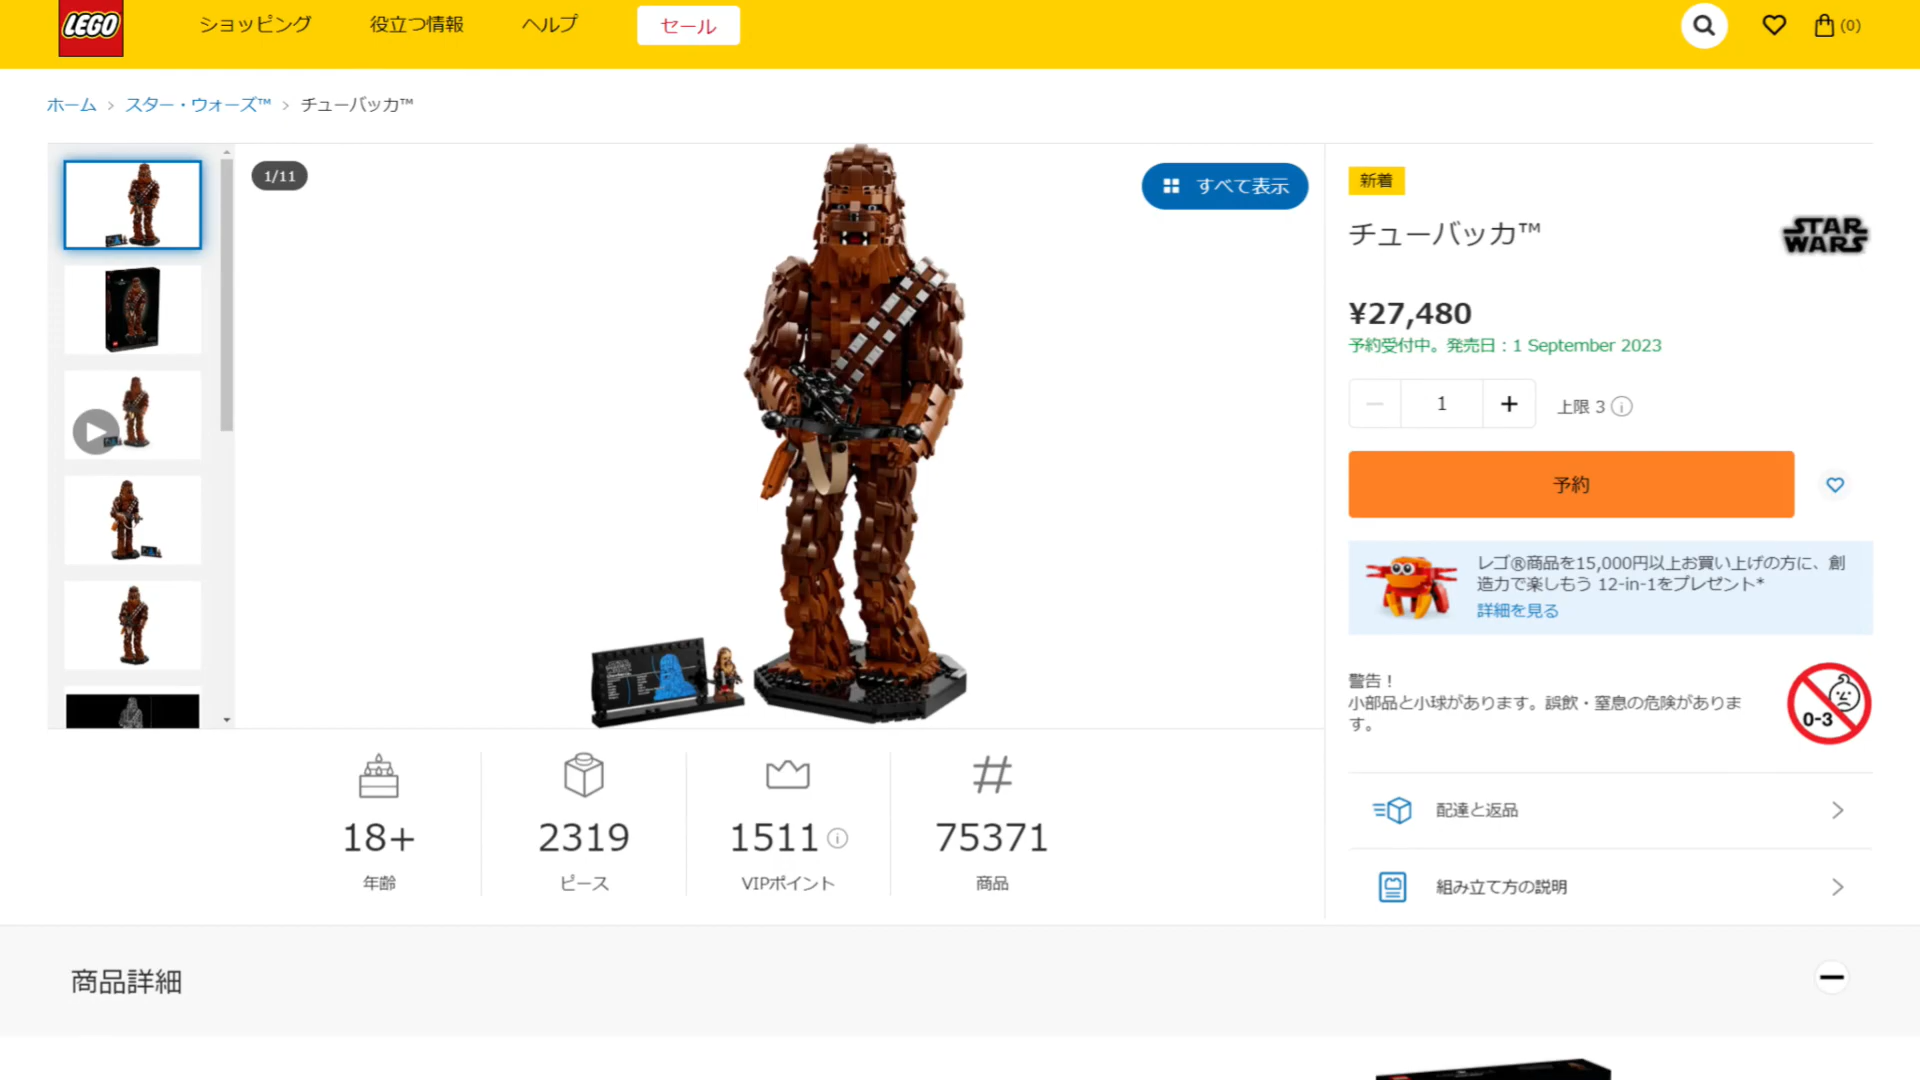 LEGO
ショッピング
役立つ情報
ヘルプ
セール
(0)
ホーム > スター・ウォーズ™ > チューバッカ™
1/11
すべて表示
新着
チューバッカ™
STAR
WARS
¥27,480
予約受付中。発売日：1 September 2023
1
上限 3
予約
レゴ®商品を15,000円以上お買い上げの方に、創
造力で楽しもう 12-in-1をプレゼント*
詳細を見る
警告！
小部品と小球があります。誤飲・窒息の危険がありま
す。
0-3
配達と返品
組み立て方の説明
18+
年齢
2319
ピース
1511
VIPポイント
75371
商品
商品詳細